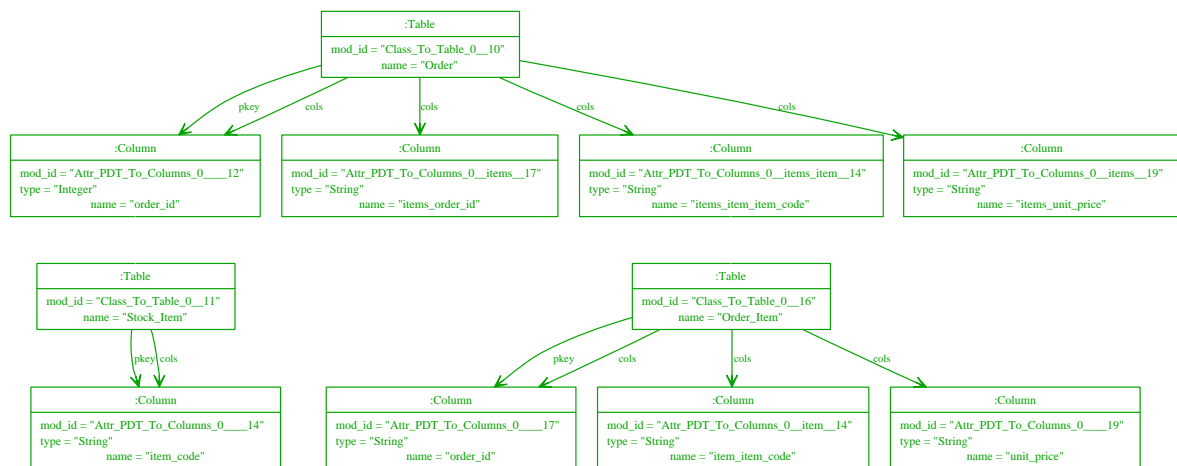 :Table
mod_id = "Class_To_Table_0__10"
name = "Order"
pkey
cols
cols
cols
cols
:Column
mod_id = "Attr_PDT_To_Columns_0____12"
type = "Integer"
name = "order_id"
:Column
mod_id = "Attr_PDT_To_Columns_0__items__17"
type = "String"
name = "items_order_id"
:Column
mod_id = "Attr_PDT_To_Columns_0__items_item__14"
type = "String"
name = "items_item_item_code"
:Column
mod_id = "Attr_PDT_To_Columns_0__items__19"
type = "String"
name = "items_unit_price"
:Table
mod_id = "Class_To_Table_0__11"
name = "Stock_Item"
pkey
cols
:Column
mod_id = "Attr_PDT_To_Columns_0____14"
type = "String"
name = "item_code"
:Table
mod_id = "Class_To_Table_0__16"
name = "Order_Item"
pkey
cols
cols
cols
:Column
mod_id = "Attr_PDT_To_Columns_0____17"
type = "String"
name = "order_id"
:Column
mod_id = "Attr_PDT_To_Columns_0__item__14"
type = "String"
name = "item_item_code"
:Column
mod_id = "Attr_PDT_To_Columns_0____19"
type = "String"
name = "unit_price"